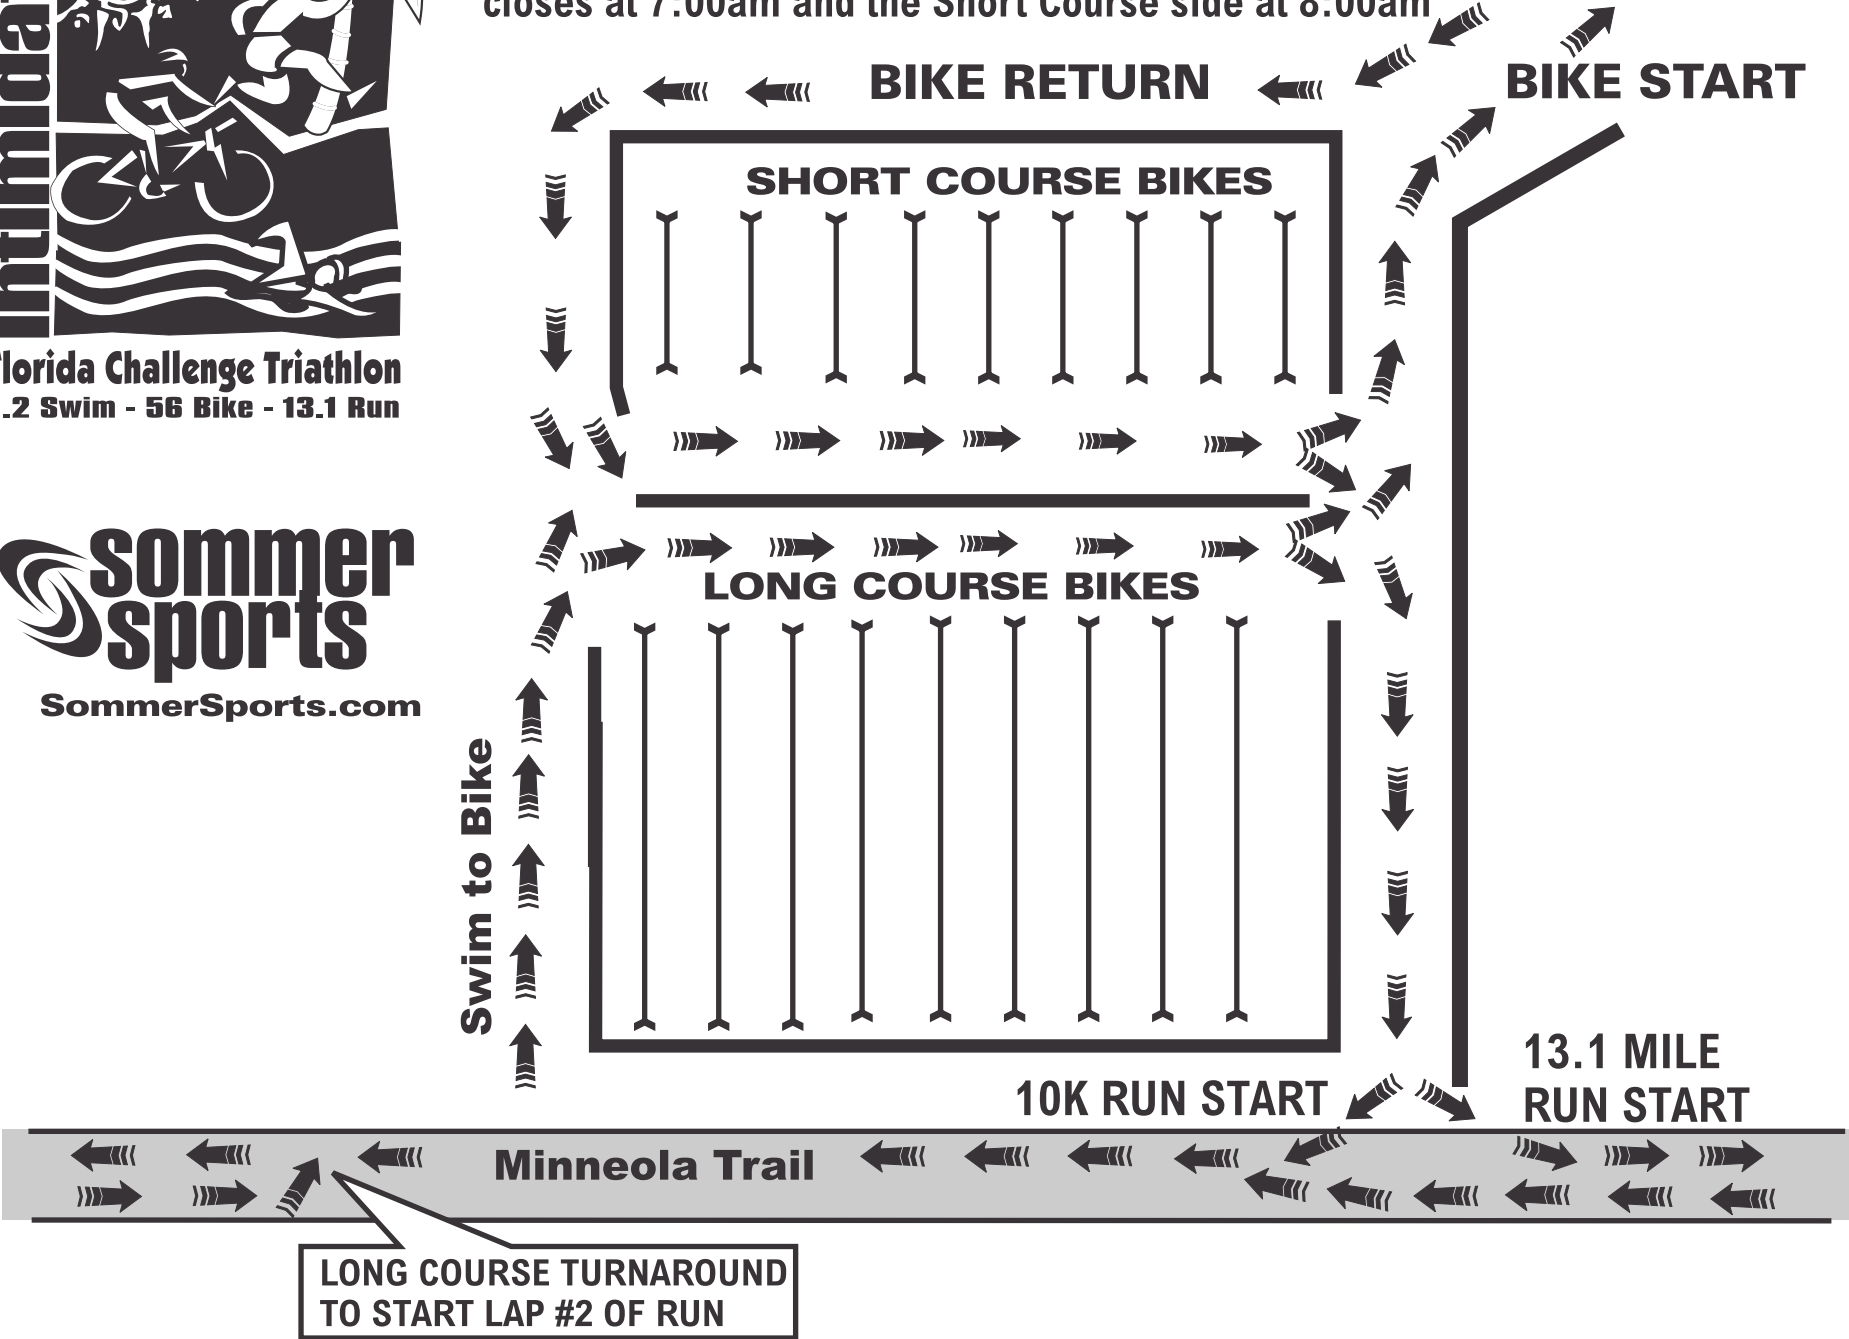 closes at 7:00am and the Short Course side at 8:00am
BIKE RETURN
BIKE START
SHORT COURSE BIKES
lorida Challenge Triathlon
.2 Swim - 56 Bike - 13.1 Run
sommer
sports
SommerSports.com
LONG COURSE BIKES
Swim to Bike
13.1 MILE
RUN START
10K RUN START
Minneola Trail
LONG COURSE TURNAROUND
TO START LAP #2 OF RUN